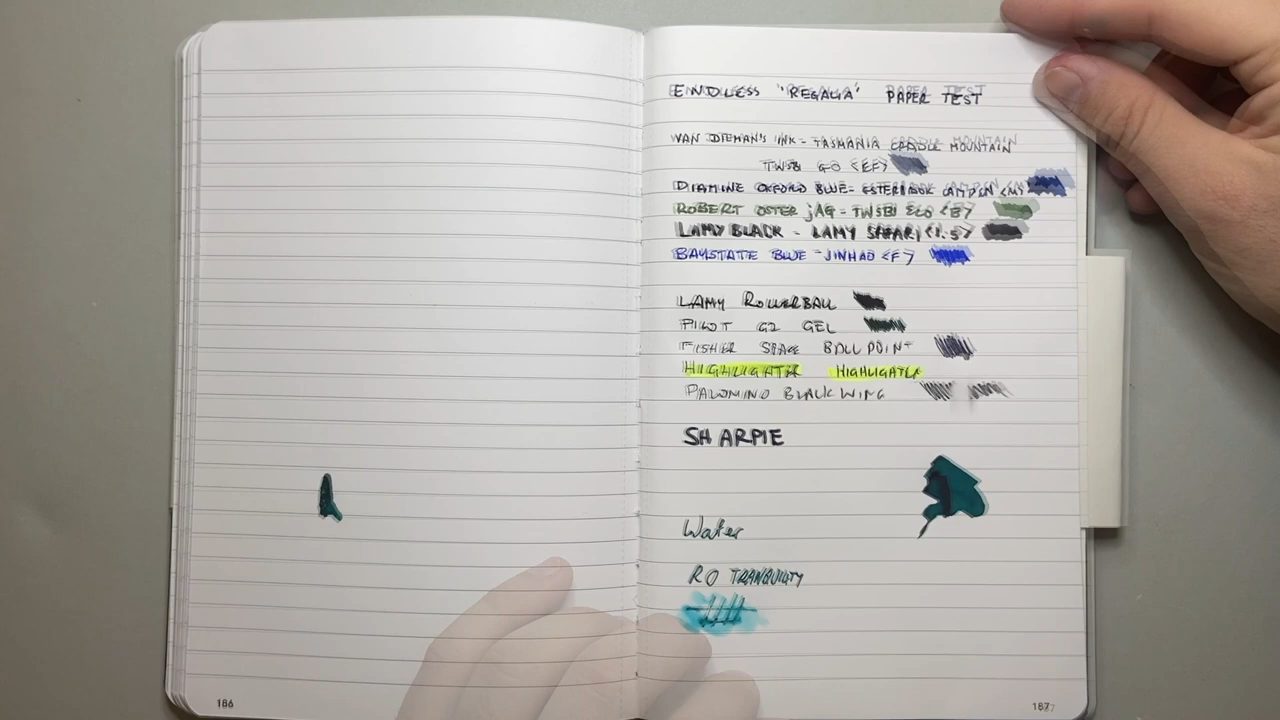 ENDLESS 'REGALIA' PAPER TEST
VAN DIEMAN'S INK - TASMANIA CRADLE MOUNTAIN
TWSBI GO <EF>
DIAMINE OXFORD BLUE - ESTERBROOK CAMDEN <M>
ROBERT OSTER jAG - TWSBI ECO <B>
LAMY BLACK - LAMY SAFARI <1.5>
BAYSTATE BLUE - JINHAO <F>
LAMY ROLLERBALL
PILOT G2 GEL
FISHER SPACE BALLPOINT
HIGHLIGHTER HIGHLIGHTER
PALOMINO BLACKWING
SHARPIE
Water
RO TRANQUILITY
186
187